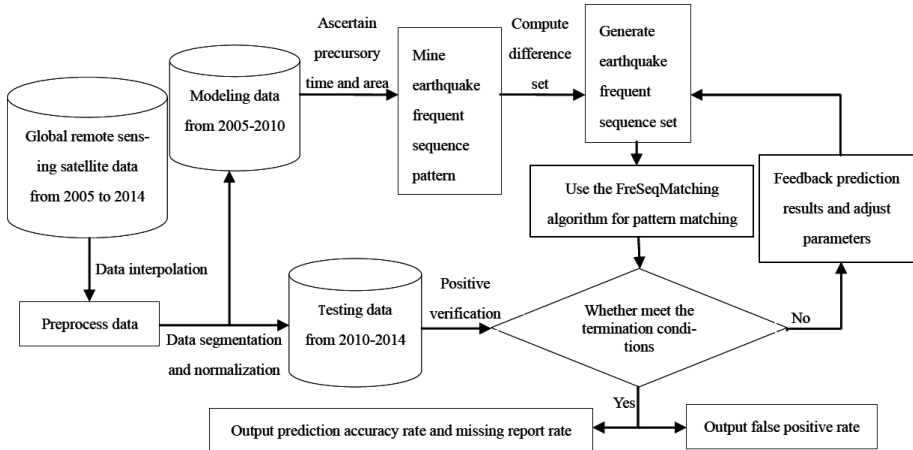 Global remote sens-
ing satellite data
from 2005 to 2014
Data interpolation
Preprocess data
Data segmentation
and normalization
Modeling data
from 2005-2010
Ascertain
precursory
time and area
Mine
earthquake
frequent
sequence
pattern
Compute
difference
set
Generate
earthquake
frequent
sequence set
Use the FreSeqMatching
algorithm for pattern matching
Feedback prediction
results and adjust
parameters
Testing data
from 2010-2014
Positive
verification
Whether meet the
termination condi-
tions
No
Yes
Output prediction accuracy rate and missing report rate
Output false positive rate